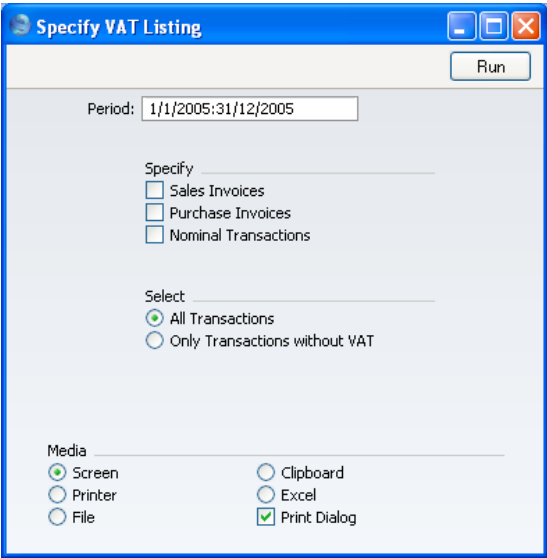 Specify VAT Listing
Run
Period: 1/1/2005:31/12/2005
Specify
Sales Invoices
Purchase Invoices
Nominal Transactions
Select
All Transactions
Only Transactions without VAT
Media
Screen Clipboard
Printer Excel
File Print Dialog